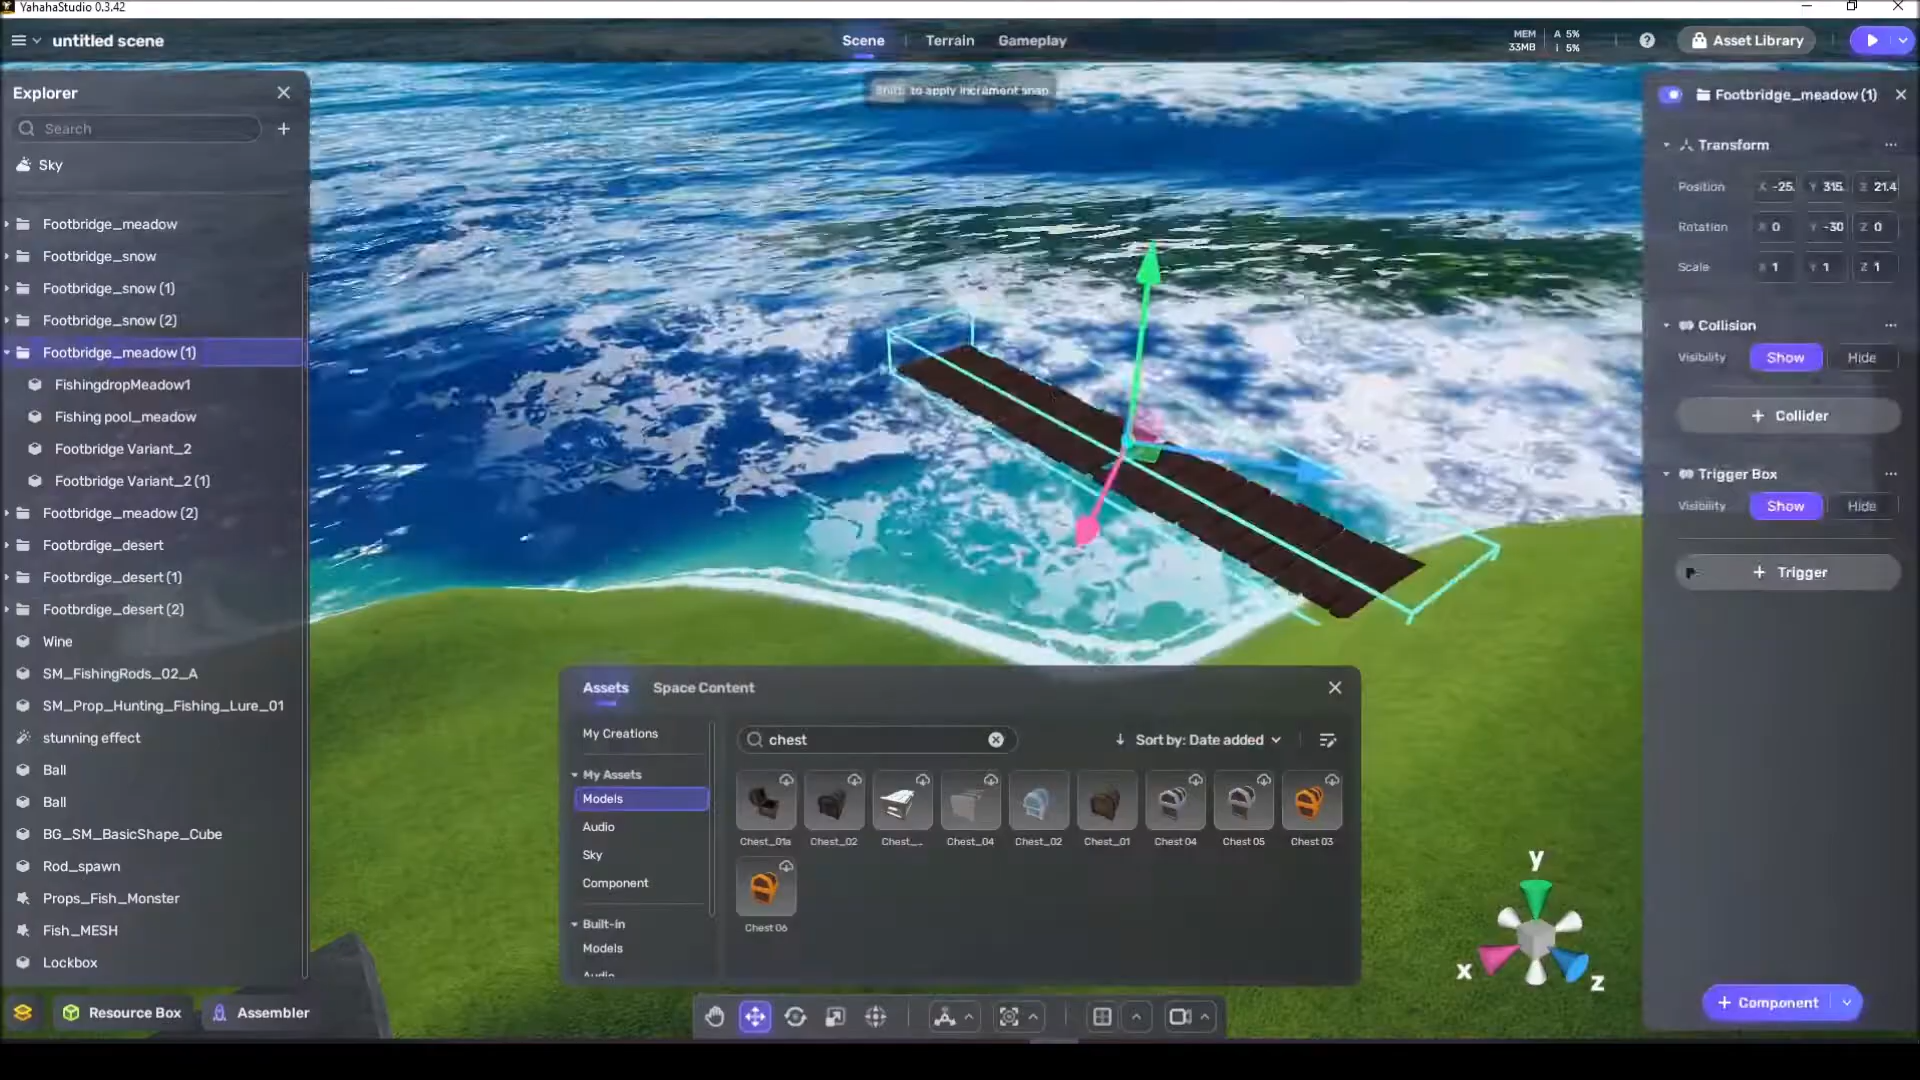 YahahaStudio 0.3.42
untitled scene
Scene
Terrain
Gameplay
MEM
33MB
A 5%
i 5%
Asset Library
Explorer
Search
Sky
Footbridge_meadow
Footbridge_snow
Footbridge_snow (1)
Footbridge_snow (2)
Footbridge_meadow (1)
FishingdropMeadow1
Fishing pool_meadow
Footbridge Variant_2
Footbridge Variant_2 (1)
Footbridge_meadow (2)
Footbrdige_desert
Footbrdige_desert (1)
Footbrdige_desert (2)
Wine
SM_FishingRods_02_A
SM_Prop_Hunting_Fishing_Lure_01
stunning effect
Ball
Ball
BG_SM_BasicShape_Cube
Rod_spawn
Props_Fish_Monster
Fish_MESH
Lockbox
Resource Box
Assembler
Shift to apply increment snap
Assets
Space Content
My Creations
My Assets
Models
Audio
Sky
Component
Built-in
Models
Audio
chest
Sort by: Date added
Chest_01a
Chest_02
Chest_...
Chest_04
Chest_02
Chest_01
Chest 04
Chest 05
Chest 03
Chest 06
Footbridge_meadow (1)
Transform
Position X -25. Y 315. Z 21.4
Rotation X 0 Y -30 Z 0
Scale X 1 Y 1 Z 1
Collision
Visibility Show Hide
+ Collider
Trigger Box
Visibility Show Hide
+ Trigger
y
x
z
+ Component